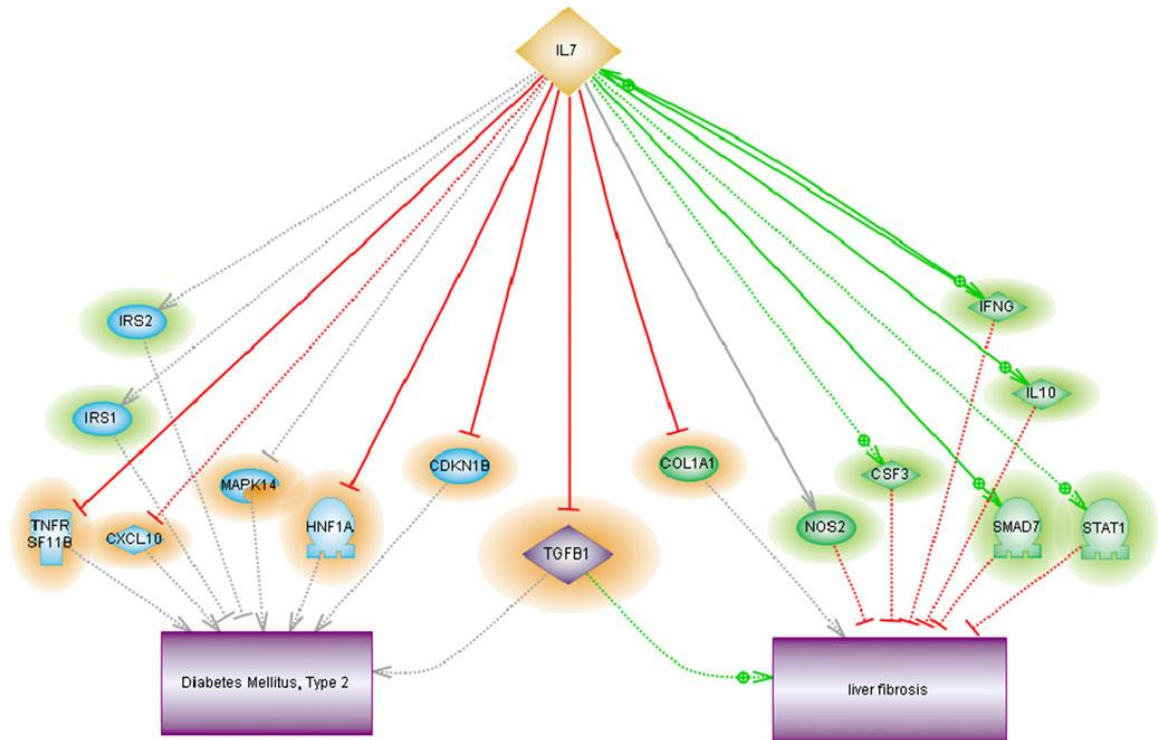 IL7
IRS2
IFNG
IL10
IRS1
CDKN1B
COL1A1
CSF3
MAPK14
TNFR
SF11B
CXCL10
HNF1A
NOS2
SMAD7
STAT1
TGFB1
Diabetes Mellitus, Type 2
liver fibrosis